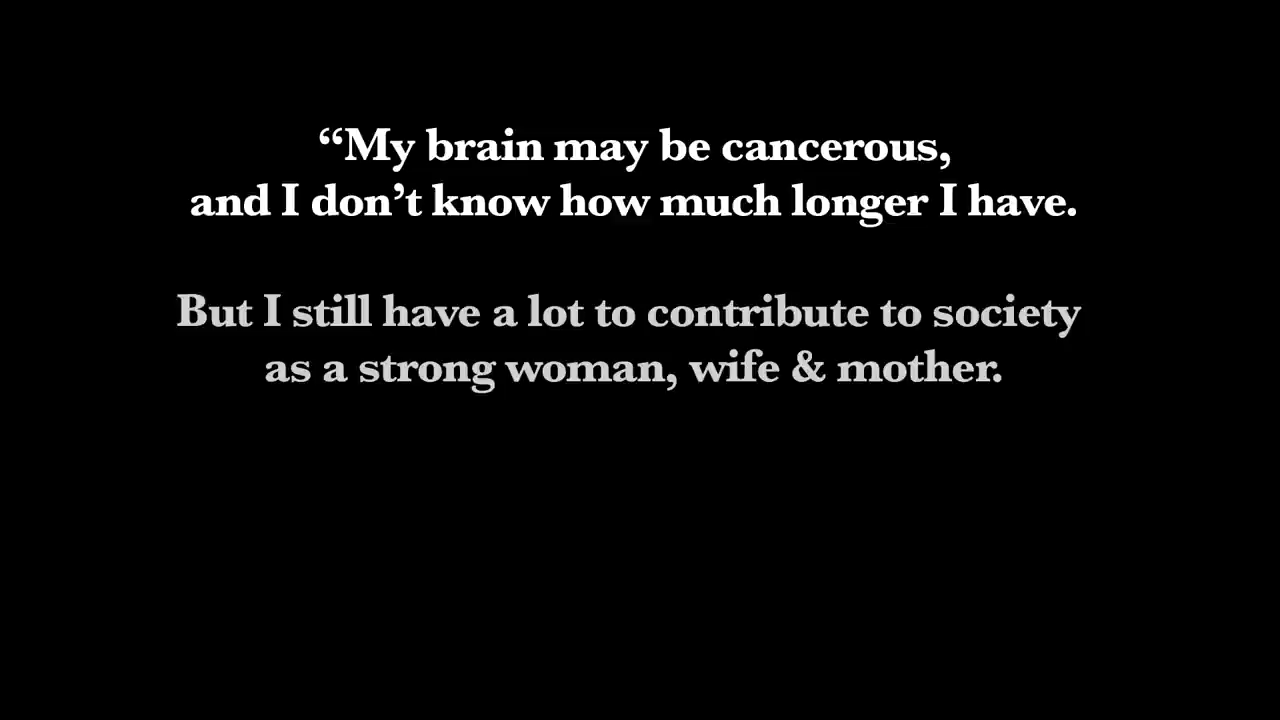 “My brain may be cancerous,
and I don’t know how much longer I have.
But I still have a lot to contribute to society
as a strong woman, wife & mother.